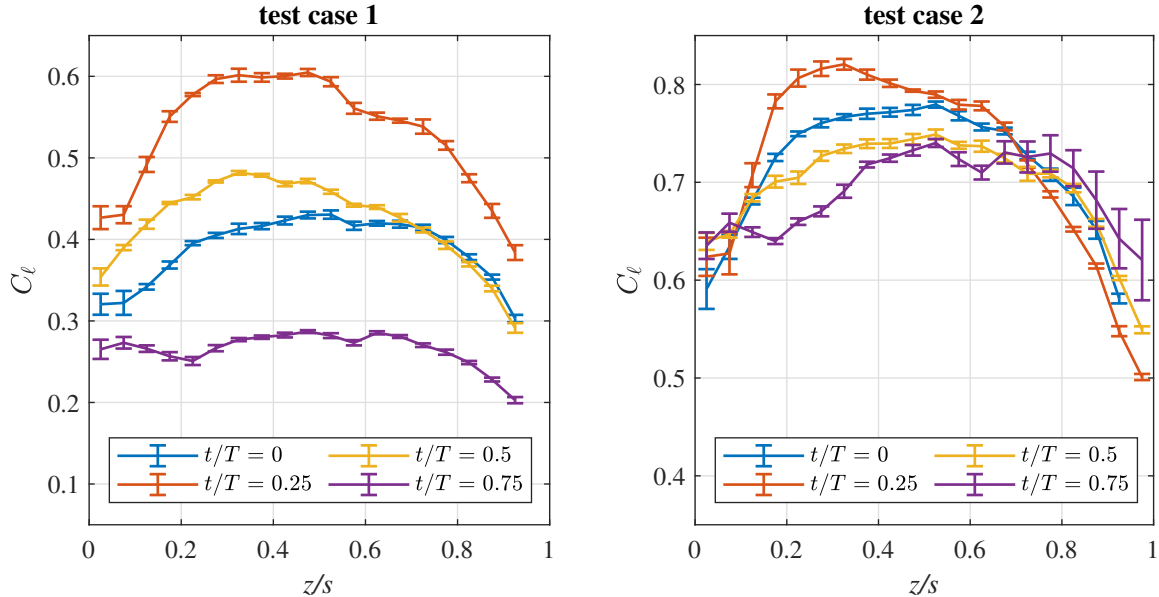 test case 1
C_ℓ
0.6
0.5
0.4
0.3
0.2
0.1
t/T = 0
t/T = 0.5
t/T = 0.25
t/T = 0.75
0 0.2 0.4 0.6 0.8 1
z/s
test case 2
C_ℓ
0.8
0.7
0.6
0.5
0.4
t/T = 0
t/T = 0.5
t/T = 0.25
t/T = 0.75
0 0.2 0.4 0.6 0.8 1
z/s